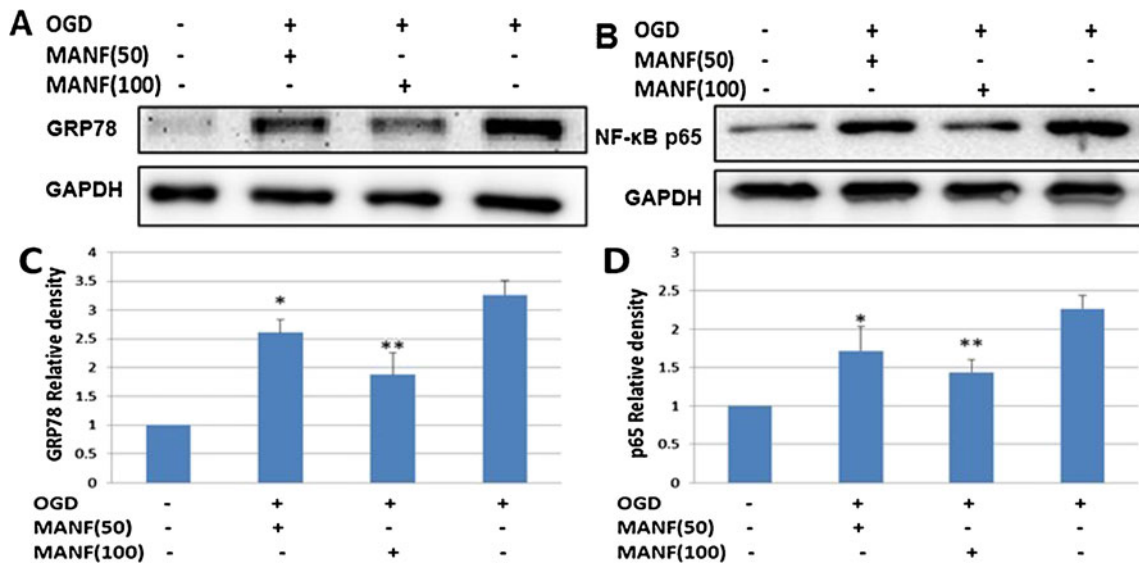 A
OGD - + + +
MANF(50) - + - -
MANF(100) - - + -
GRP78
GAPDH
B
OGD - + + +
MANF(50) - + - -
MANF(100) - - + -
NF-κB p65
GAPDH
C
GRP78 Relative density
4
3.5
3
2.5
2
1.5
1
0.5
0
*
**
OGD - + + +
MANF(50) - + - -
MANF(100) - - + -
D
p65 Relative density
3
2.5
2
1.5
1
0.5
0
*
**
OGD - + + +
MANF(50) - + - -
MANF(100) - - + -